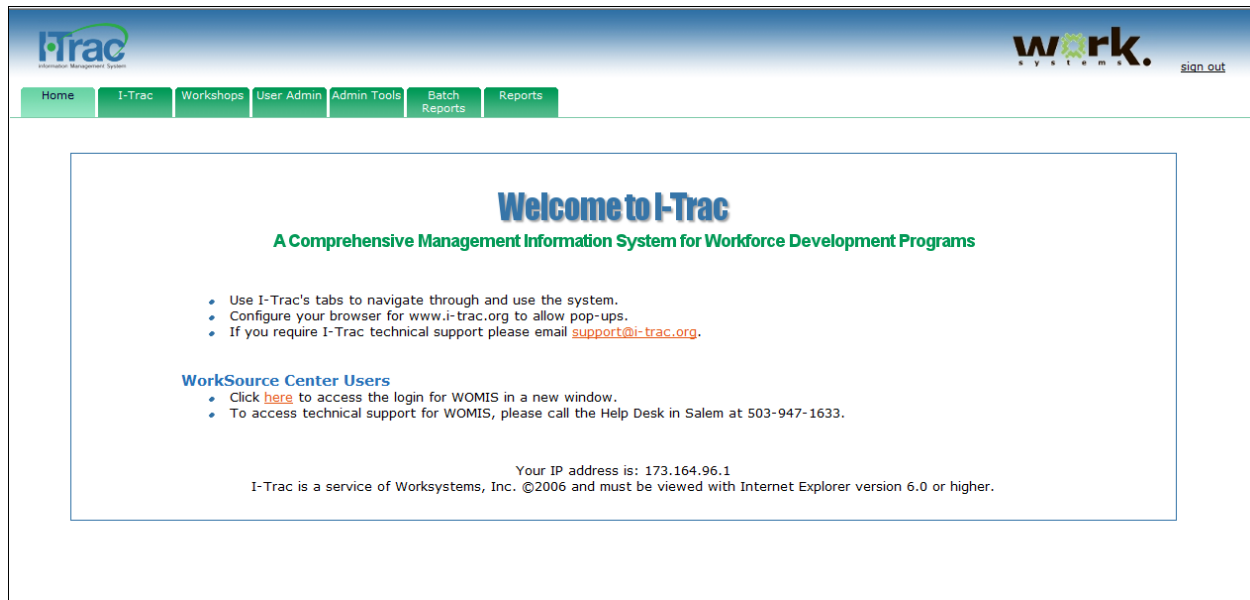 I-Trac
Information Management System
work.
systems
sign out
Home I-Trac Workshops User Admin Admin Tools Batch Reports Reports
Welcome to I-Trac
A Comprehensive Management Information System for Workforce Development Programs
Use I-Trac's tabs to navigate through and use the system.
Configure your browser for www.i-trac.org to allow pop-ups.
If you require I-Trac technical support please email support@i-trac.org.
WorkSource Center Users
Click here to access the login for WOMIS in a new window.
To access technical support for WOMIS, please call the Help Desk in Salem at 503-947-1633.
Your IP address is: 173.164.96.1
I-Trac is a service of Worksystems, Inc. ©2006 and must be viewed with Internet Explorer version 6.0 or higher.